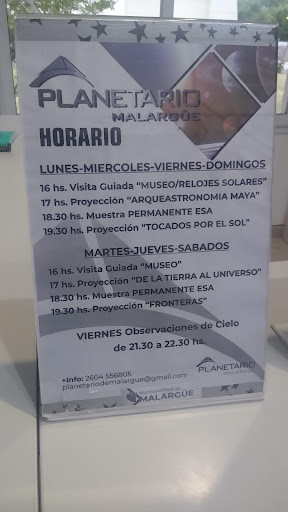 PLANETARIO
MALARGÜE
HORARIO
LUNES-MIERCOLES-VIERNES-DOMINGOS
16 hs. Visita Guiada "MUSEO/RELOJES SOLARES"
17 hs. Proyección "ARQUEASTRONOMIA MAYA"
18.30 hs. Muestra PERMANENTE ESA
19.30 hs. Proyección "TOCADOS POR EL SOL"
MARTES-JUEVES-SABADOS
16 hs. Visita Guiada "MUSEO"
17 hs. Proyección "DE LA TIERRA AL UNIVERSO"
18.30 hs. Muestra PERMANENTE ESA
19.30 hs. Proyección "FRONTERAS"
VIERNES Observaciones de Cielo
de 21.30 a 22.30 hs.
+Info: 2604 556805
planetariodemalargue@gmail.com
PLANETARIO
MALARGÜE
MALARGÜE